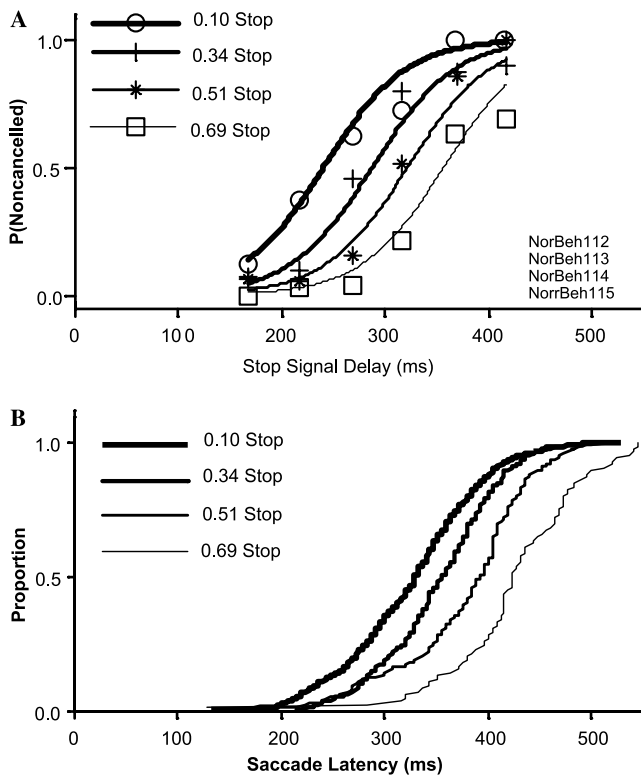 A
0.10 Stop
0.34 Stop
0.51 Stop
0.69 Stop
1.0
0.5
0.0
P(Noncancelled)
NorBeh112
NorBeh113
NorBeh114
NorrBeh115
0 100 200 300 400 500
Stop Signal Delay (ms)
B
0.10 Stop
0.34 Stop
0.51 Stop
0.69 Stop
1.0
0.5
0.0
Proportion
0 100 200 300 400 500
Saccade Latency (ms)